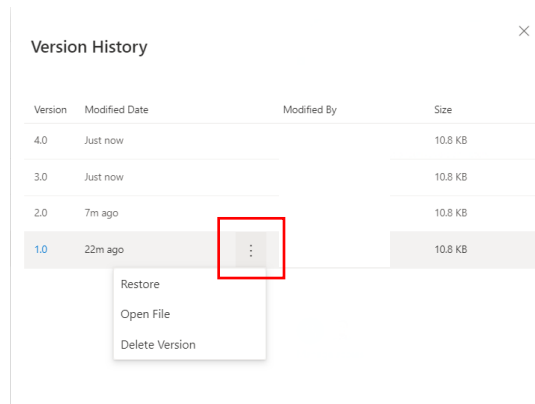 Version History
Version Modified Date Modified By Size
4.0 Just now 10.8 KB
3.0 Just now 10.8 KB
2.0 7m ago 10.8 KB
1.0 22m ago 10.8 KB
Restore
Open File
Delete Version